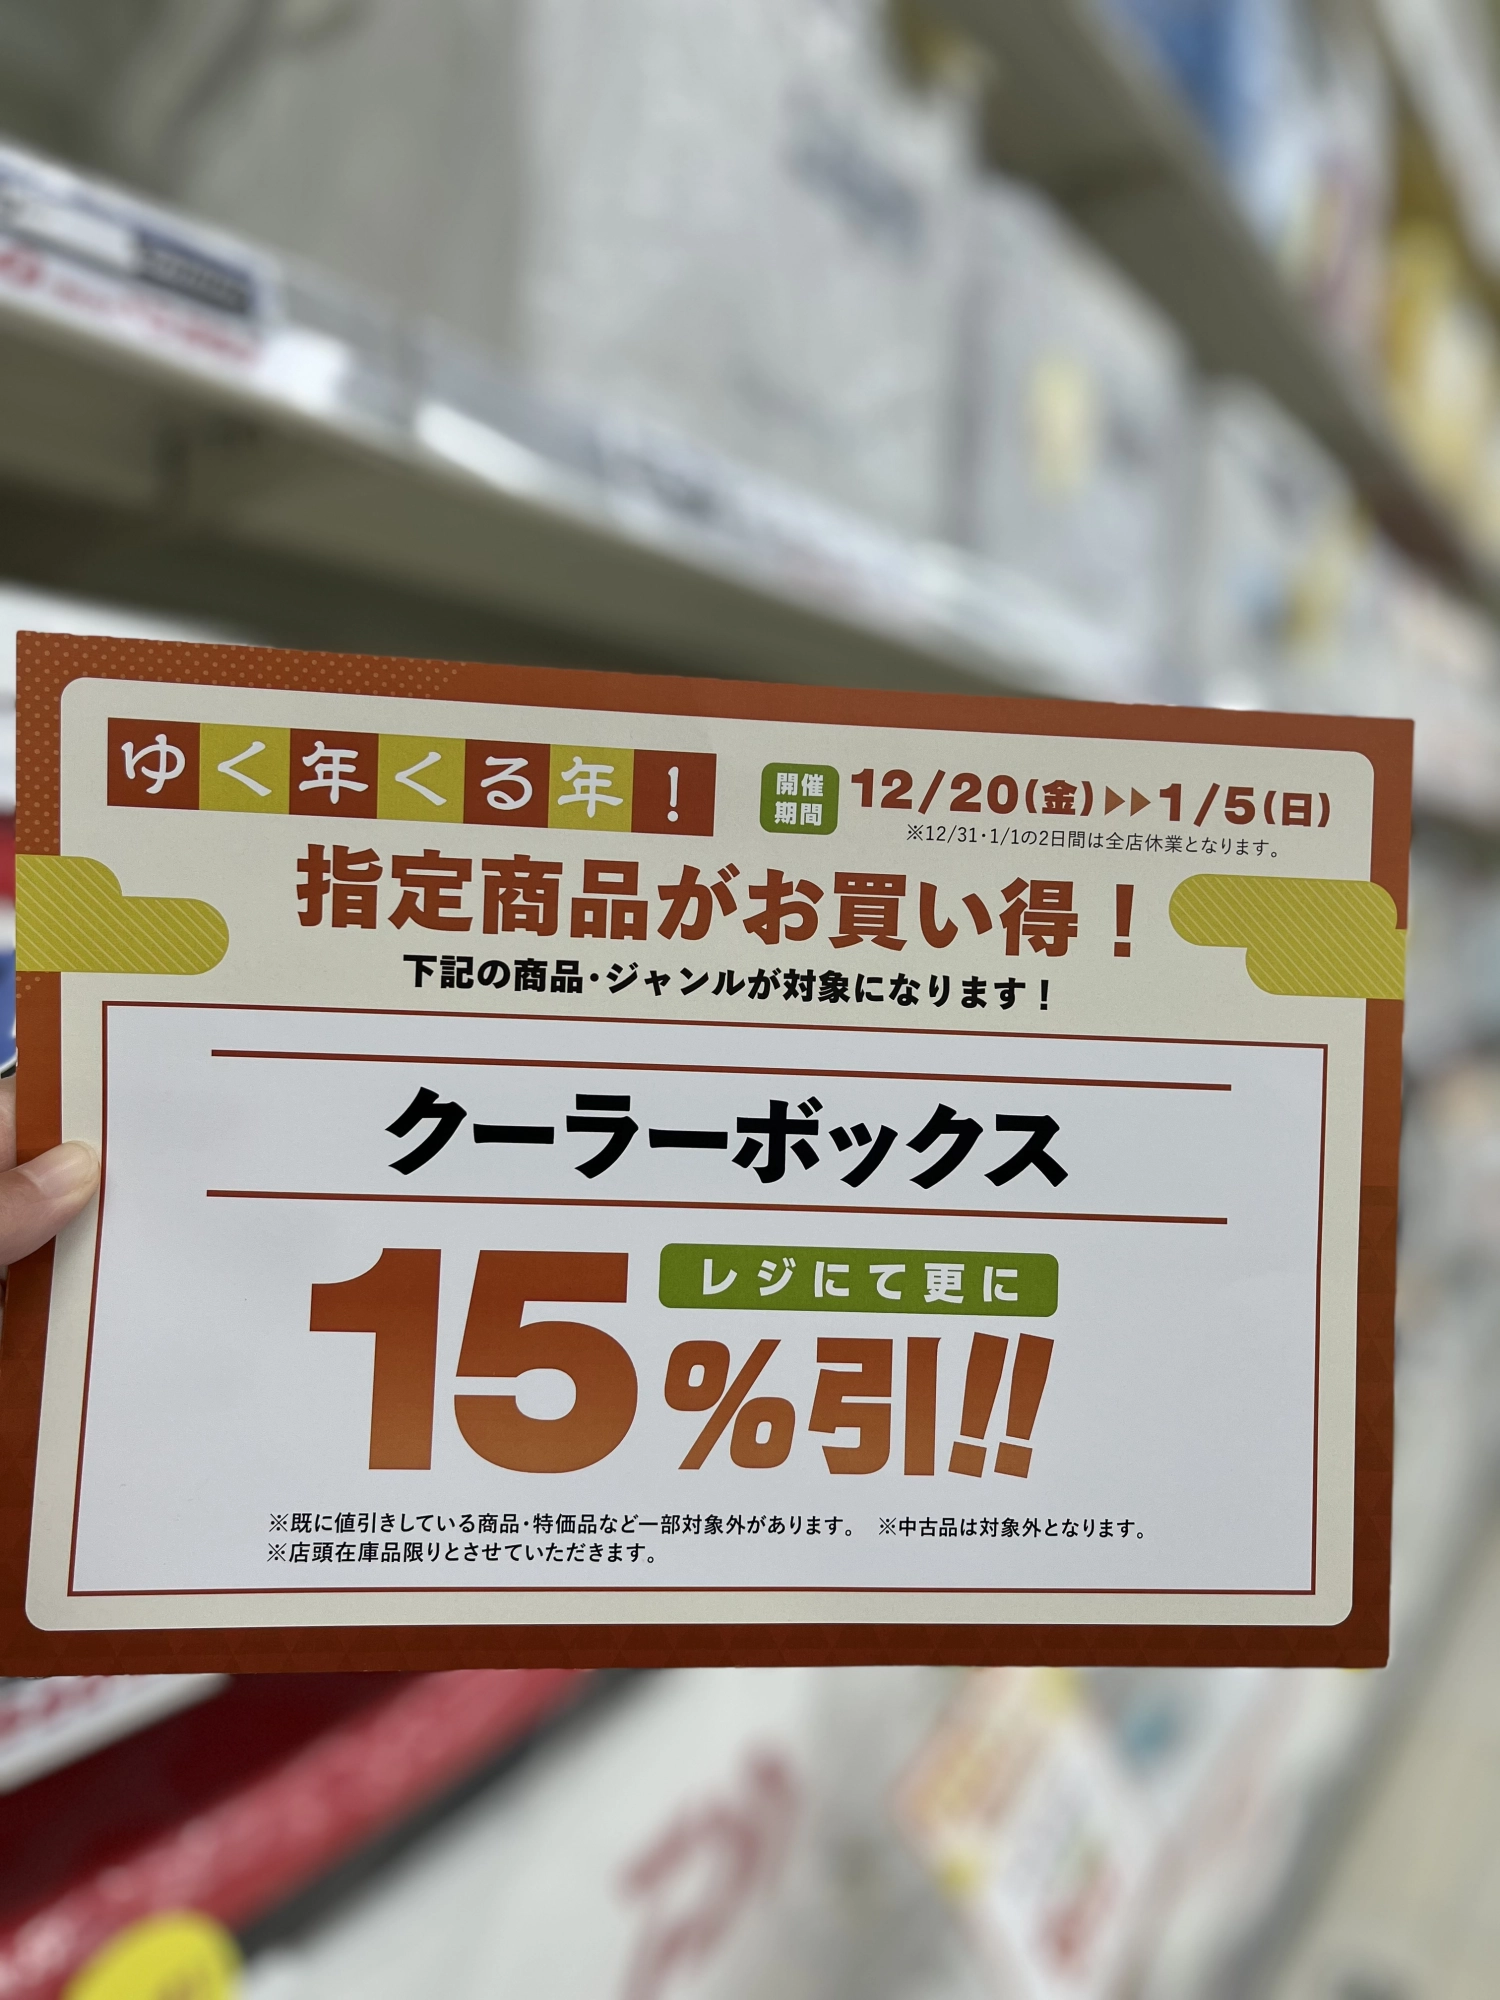 ゆく年くる年!
開催期間 12/20(金)▶▶1/5(日)
※12/31・1/1の2日間は全店休業となります。
指定商品がお買い得!
下記の商品・ジャンルが対象になります!
クーラーボックス
レジにて更に
15%引!!
※既に値引きしている商品・特価品など一部対象外があります。 ※中古品は対象外となります。
※店頭在庫品限りとさせていただきます。